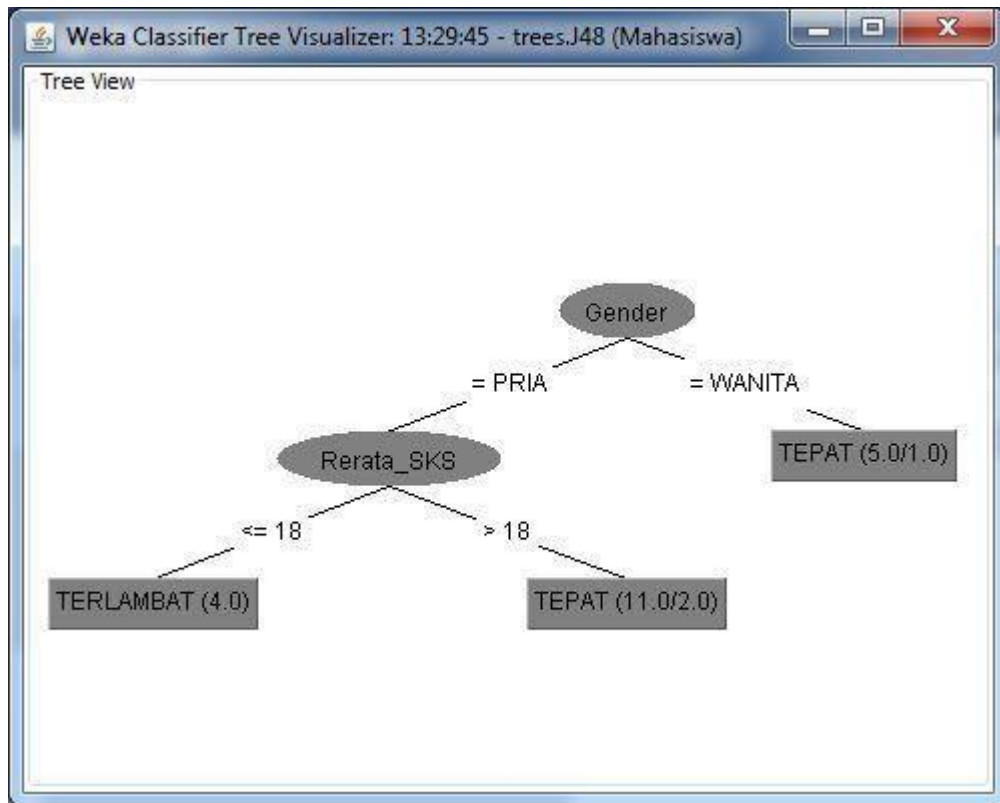 Weka Classifier Tree Visualizer: 13:29:45 - trees.J48 (Mahasiswa)
Tree View
Gender
= PRIA
= WANITA
Rerata_SKS
TEPAT (5.0/1.0)
<= 18
> 18
TERLAMBAT (4.0)
TEPAT (11.0/2.0)